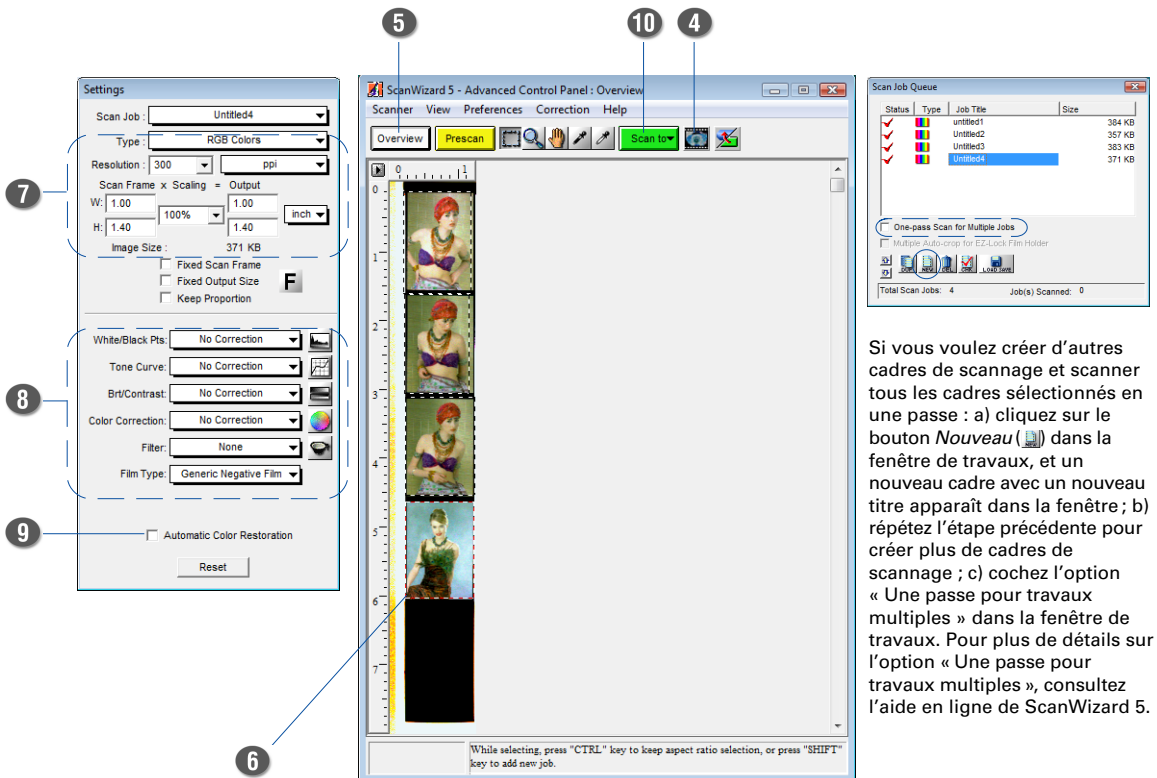 5
10
4
Settings
Scan Job : Untitled4
Type : RGB Colors
Resolution : 300 ppi
Scan Frame x Scaling = Output
W: 1.00 1.00
100% inch
H: 1.40 1.40
Image Size : 371 KB
Fixed Scan Frame
Fixed Output Size
Keep Proportion
F
7
White/Black Pts: No Correction
Tone Curve: No Correction
Brt/Contrast: No Correction
Color Correction: No Correction
Filter: None
Film Type: Generic Negative Film
8
9
Automatic Color Restoration
Reset
ScanWizard 5 - Advanced Control Panel : Overview
Scanner View Preferences Correction Help
Overview Prescan Scan to
0 1
0
1
2
3
4
5
6
7
6
While selecting, press "CTRL" key to keep aspect ratio selection, or press "SHIFT"
key to add new job.
Scan Job Queue
Status Type Job Title Size
untitled1 384 KB
Untitled2 357 KB
Untitled3 383 KB
Untitled4 371 KB
One-pass Scan for Multiple Jobs
Multiple Auto-crop for EZ-Lock Film Holder
DUP NEW DEL CHK LOAD SAVE
Total Scan Jobs: 4 Job(s) Scanned: 0
Si vous voulez créer d'autres
cadres de scannage et scanner
tous les cadres sélectionnés en
une passe : a) cliquez sur le
bouton Nouveau ( ) dans la
fenêtre de travaux, et un
nouveau cadre avec un nouveau
titre apparaît dans la fenêtre ; b)
répétez l'étape précédente pour
créer plus de cadres de
scannage ; c) cochez l'option
« Une passe pour travaux
multiples » dans la fenêtre de
travaux. Pour plus de détails sur
l'option « Une passe pour
travaux multiples », consultez
l'aide en ligne de ScanWizard 5.